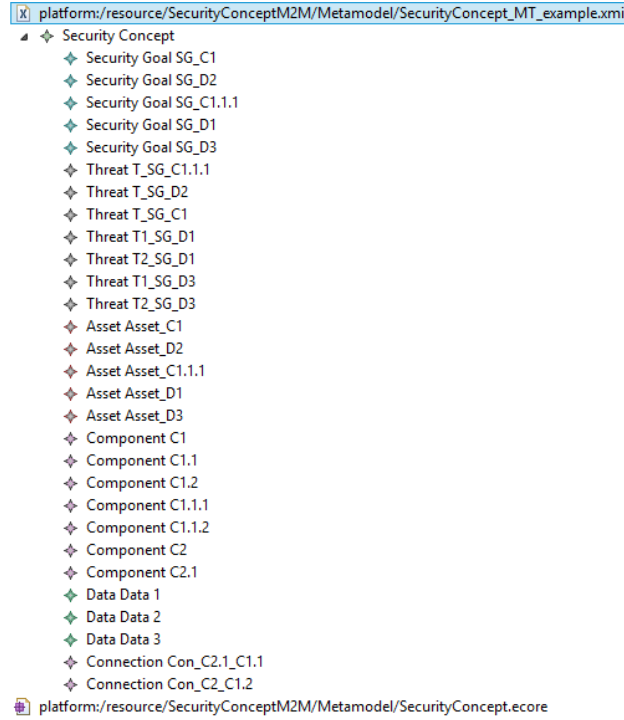 platform:/resource/SecurityConceptM2M/Metamodel/SecurityConcept_MT_example.xmi
Security Concept
Security Goal SG_C1
Security Goal SG_D2
Security Goal SG_C1.1.1
Security Goal SG_D1
Security Goal SG_D3
Threat T_SG_C1.1.1
Threat T_SG_D2
Threat T_SG_C1
Threat T1_SG_D1
Threat T2_SG_D1
Threat T1_SG_D3
Threat T2_SG_D3
Asset Asset_C1
Asset Asset_D2
Asset Asset_C1.1.1
Asset Asset_D1
Asset Asset_D3
Component C1
Component C1.1
Component C1.2
Component C1.1.1
Component C1.1.2
Component C2
Component C2.1
Data Data 1
Data Data 2
Data Data 3
Connection Con_C2.1_C1.1
Connection Con_C2_C1.2
platform:/resource/SecurityConceptM2M/Metamodel/SecurityConcept.ecore